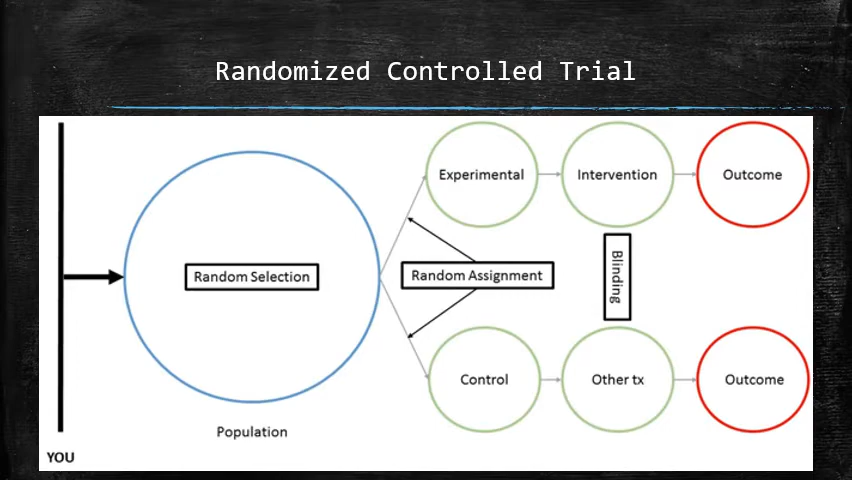 Randomized Controlled Trial
Experimental
Intervention
Outcome
Random Selection
Random Assignment
Blinding
Control
Other tx
Outcome
Population
YOU